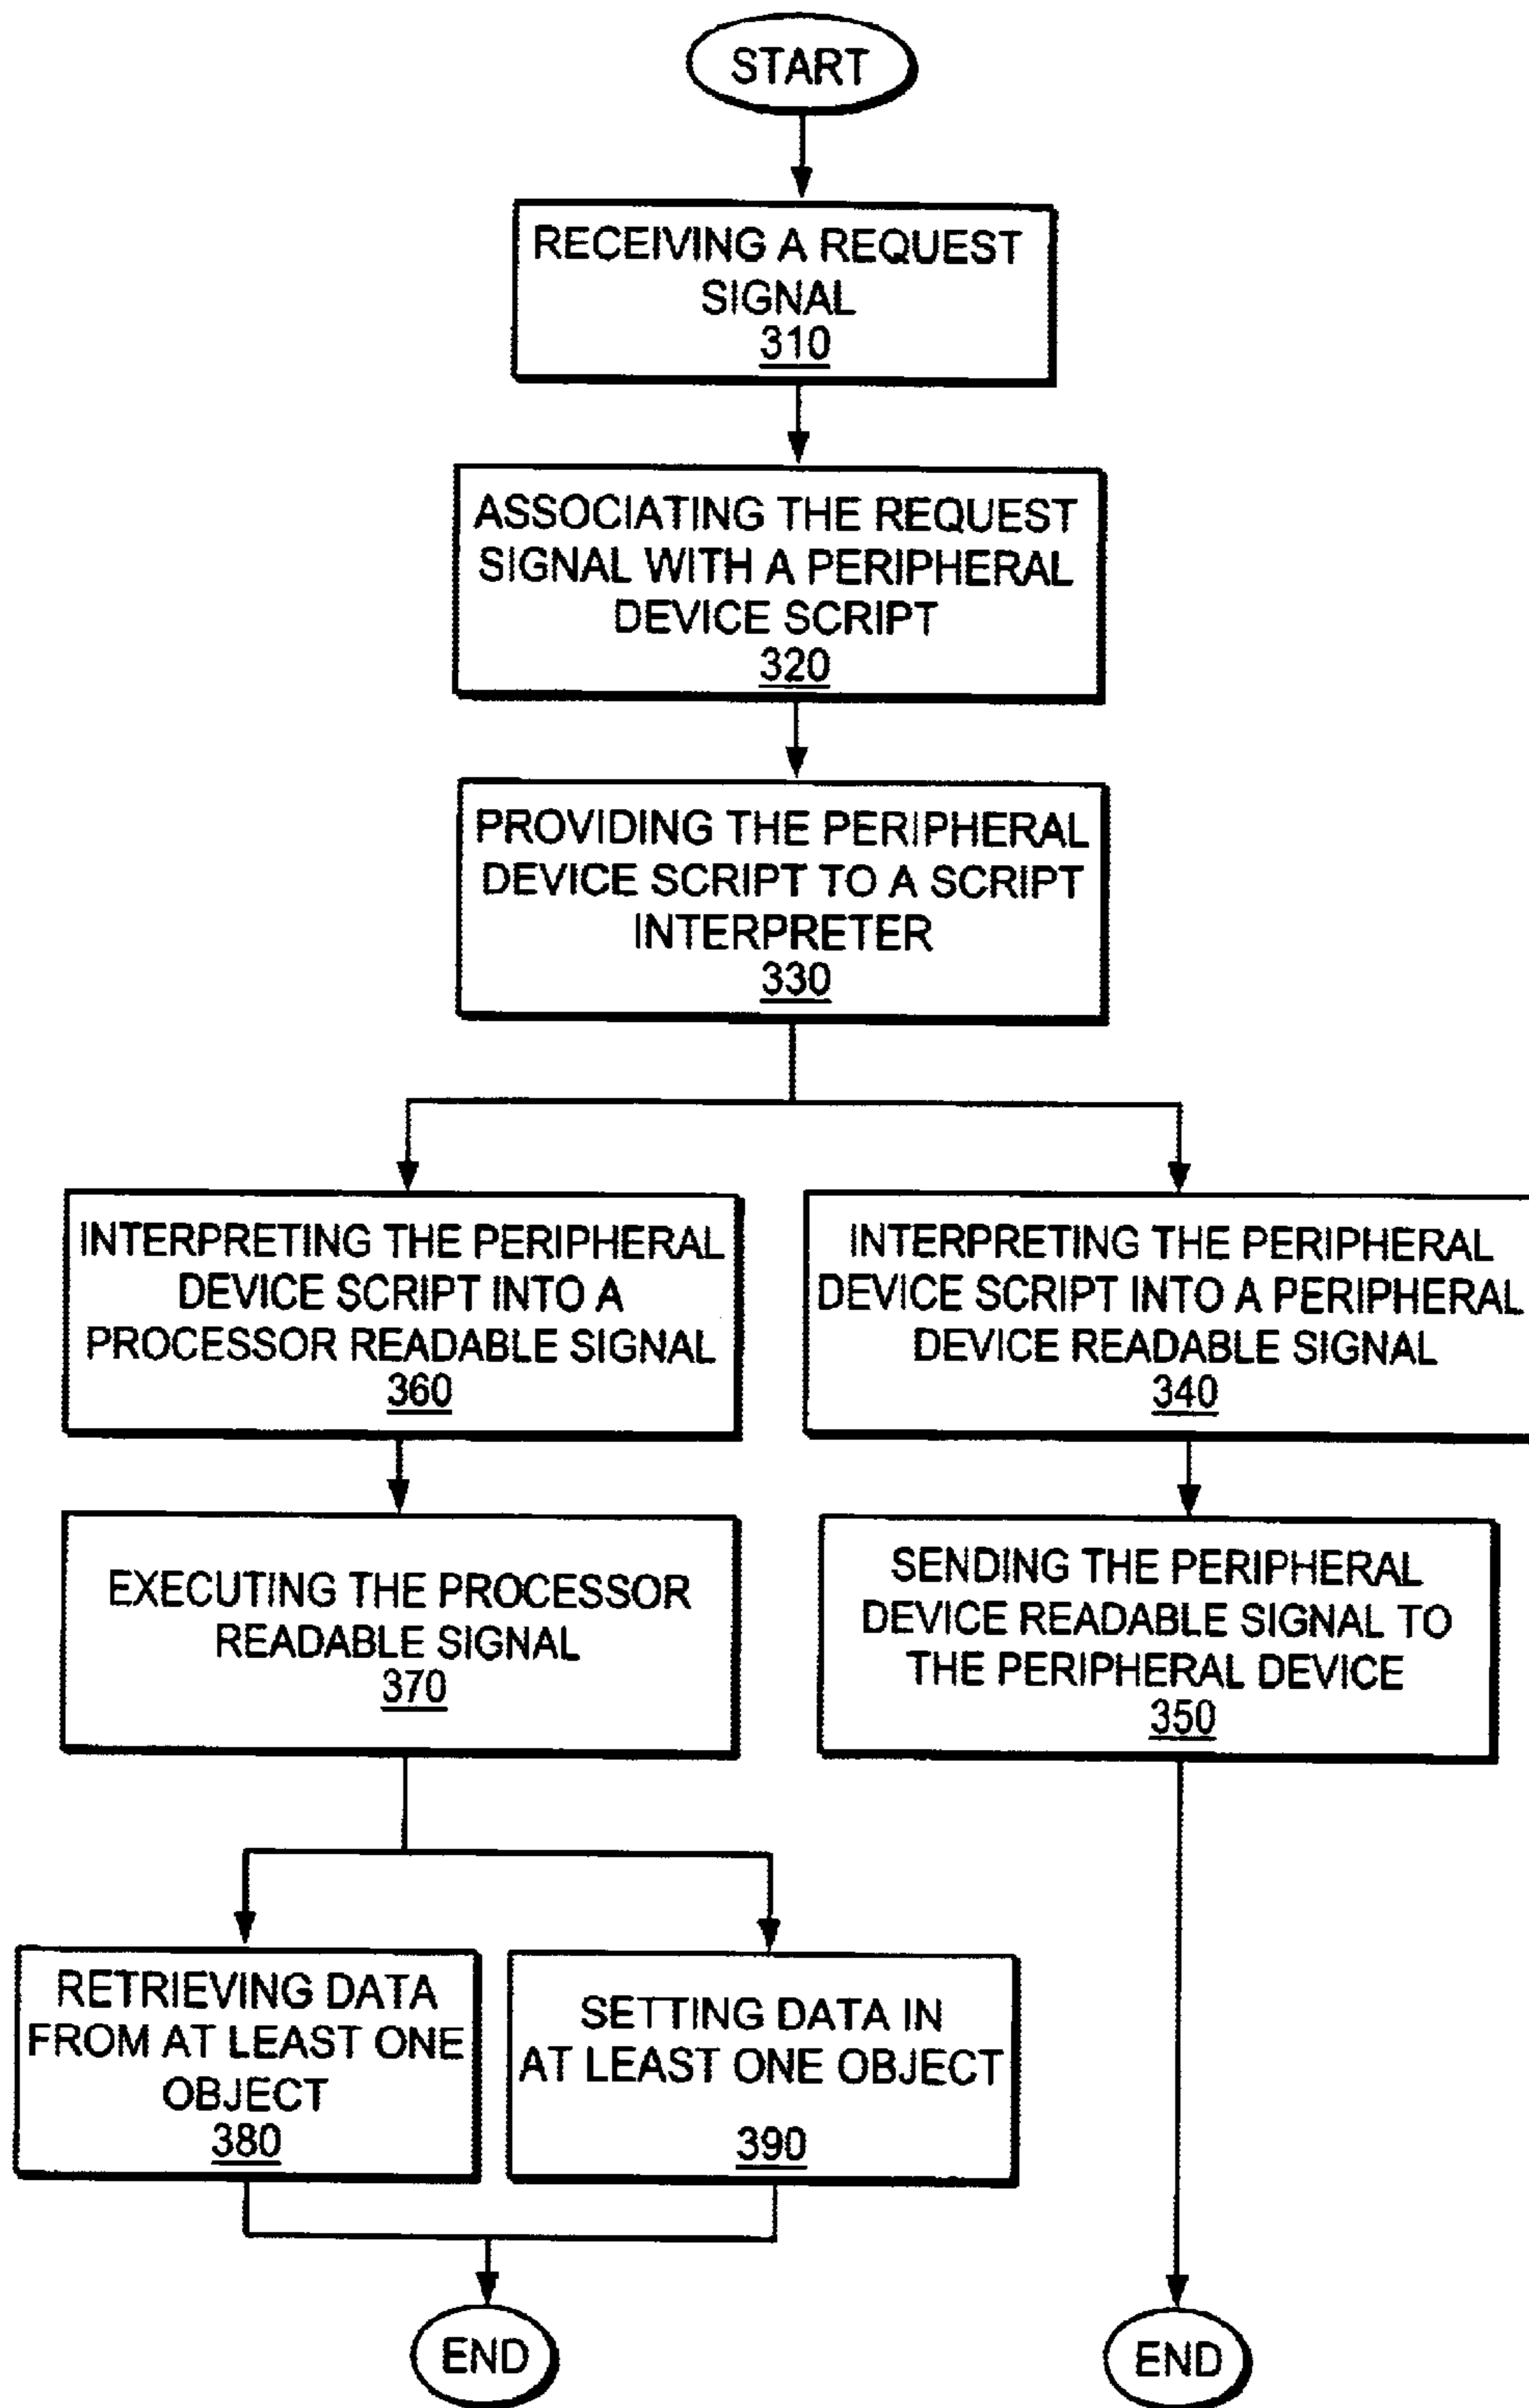 START
RECEIVING A REQUEST
SIGNAL
310
ASSOCIATING THE REQUEST
SIGNAL WITH A PERIPHERAL
DEVICE SCRIPT
320
PROVIDING THE PERIPHERAL
DEVICE SCRIPT TO A SCRIPT
INTERPRETER
330
INTERPRETING THE PERIPHERAL
DEVICE SCRIPT INTO A
PROCESSOR READABLE SIGNAL
360
INTERPRETING THE PERIPHERAL
DEVICE SCRIPT INTO A PERIPHERAL
DEVICE READABLE SIGNAL
340
EXECUTING THE PROCESSOR
READABLE SIGNAL
370
SENDING THE PERIPHERAL
DEVICE READABLE SIGNAL TO
THE PERIPHERAL DEVICE
350
RETRIEVING DATA
FROM AT LEAST ONE
OBJECT
380
SETTING DATA IN
AT LEAST ONE OBJECT
390
END
END